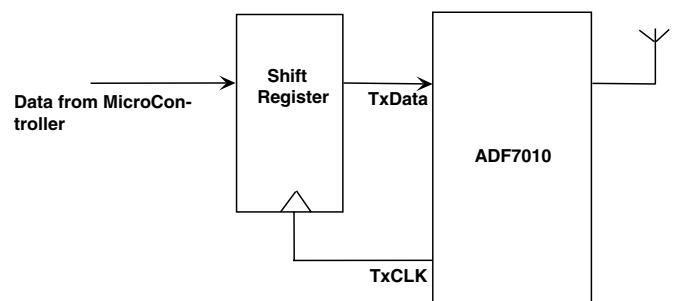 Shift
Register
Data from MicroCon-
troller
TxData
ADF7010
TxCLK